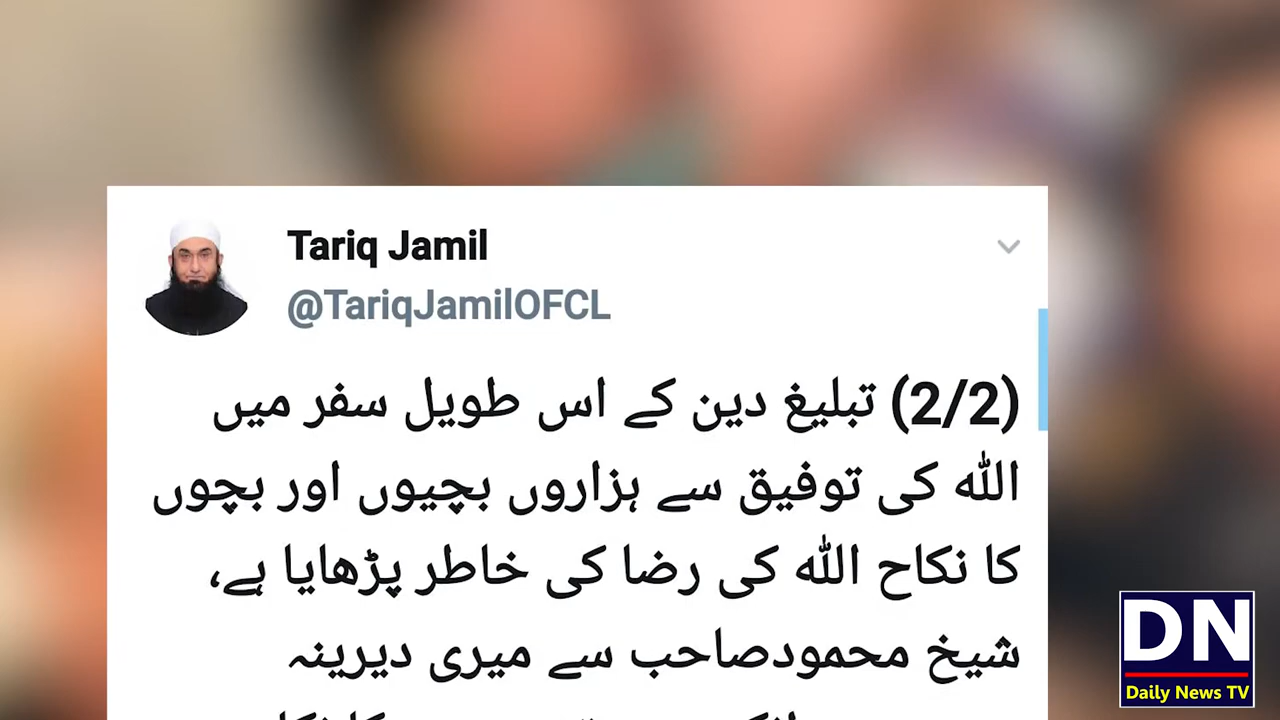 Tariq Jamil
@TariqJamilOFCL
(2/2) تبلیغ دین کے اس طویل سفر میں
اللہ کی توفیق سے ہزاروں بچیوں اور بچوں
کا نکاح اللہ کی رضا کی خاطر پڑھایا ہے،
شیخ محمودصاحب سے میری دیرینہ
DN
Daily News TV